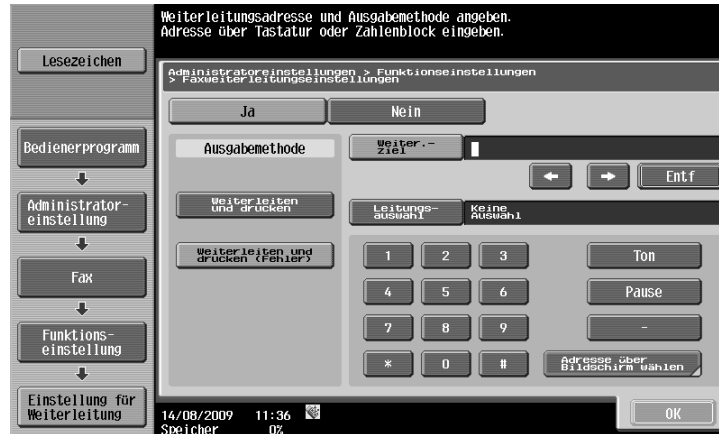 Weiterleitungsadresse und Ausgabemethode angeben.
Adresse über Tastatur oder Zahlenblock eingeben.
Lesezeichen
Administratoreinstellungen > Funktionseinstellungen
> Faxweiterleitungseinstellungen
Ja
Nein
Bedienerprogramm
Ausgabemethode
Weiter.-
ziel
Entf
Administrator-
einstellung
Weiterleiten
und drucken
Leitungs-
auswahl
Keine
Auswahl
Weiterleiten und
drucken (Fehler)
1 2 3 Ton
Fax
4 5 6 Pause
7 8 9 -
Funktions-
einstellung
* 0 #
Adresse über
Bildschirm wählen
Einstellung für
Weiterleitung
14/08/2009 11:36
Speicher 0%
OK